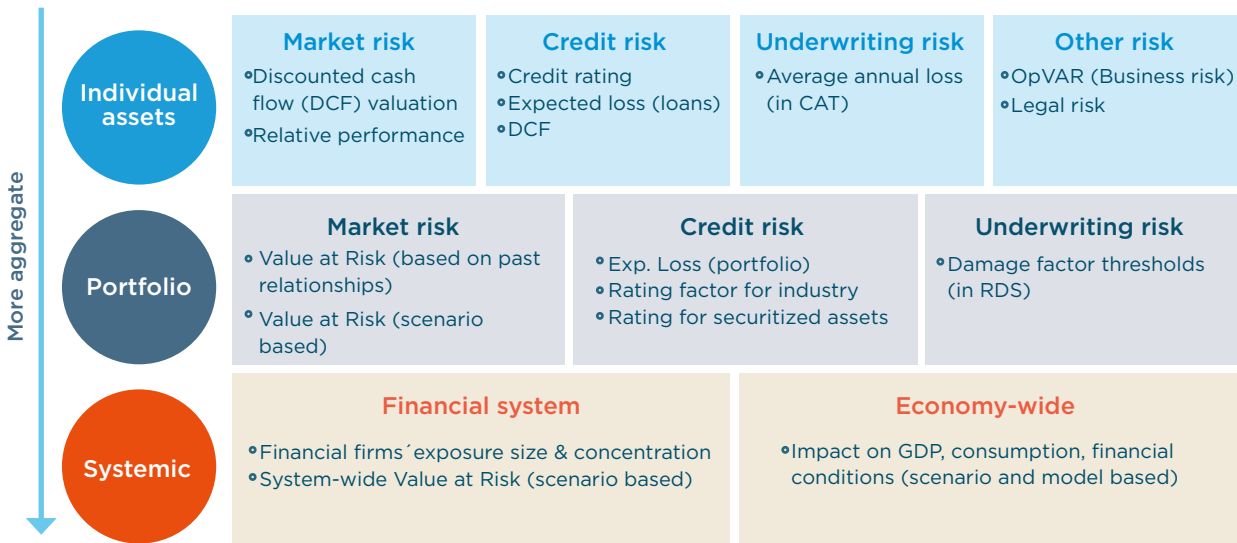 More aggregate
Individual
assets
Market risk
Discounted cash
flow (DCF) valuation
Relative performance
Credit risk
Credit rating
Expected loss (loans)
DCF
Underwriting risk
Average annual loss
(in CAT)
Other risk
OpVAR (Business risk)
Legal risk
Portfolio
Market risk
Value at Risk (based on past
relationships)
Value at Risk (scenario
based)
Credit risk
Exp. Loss (portfolio)
Rating factor for industry
Rating for securitized assets
Underwriting risk
Damage factor thresholds
(in RDS)
Systemic
Financial system
Financial firms´exposure size & concentration
System-wide Value at Risk (scenario based)
Economy-wide
Impact on GDP, consumption, financial
conditions (scenario and model based)